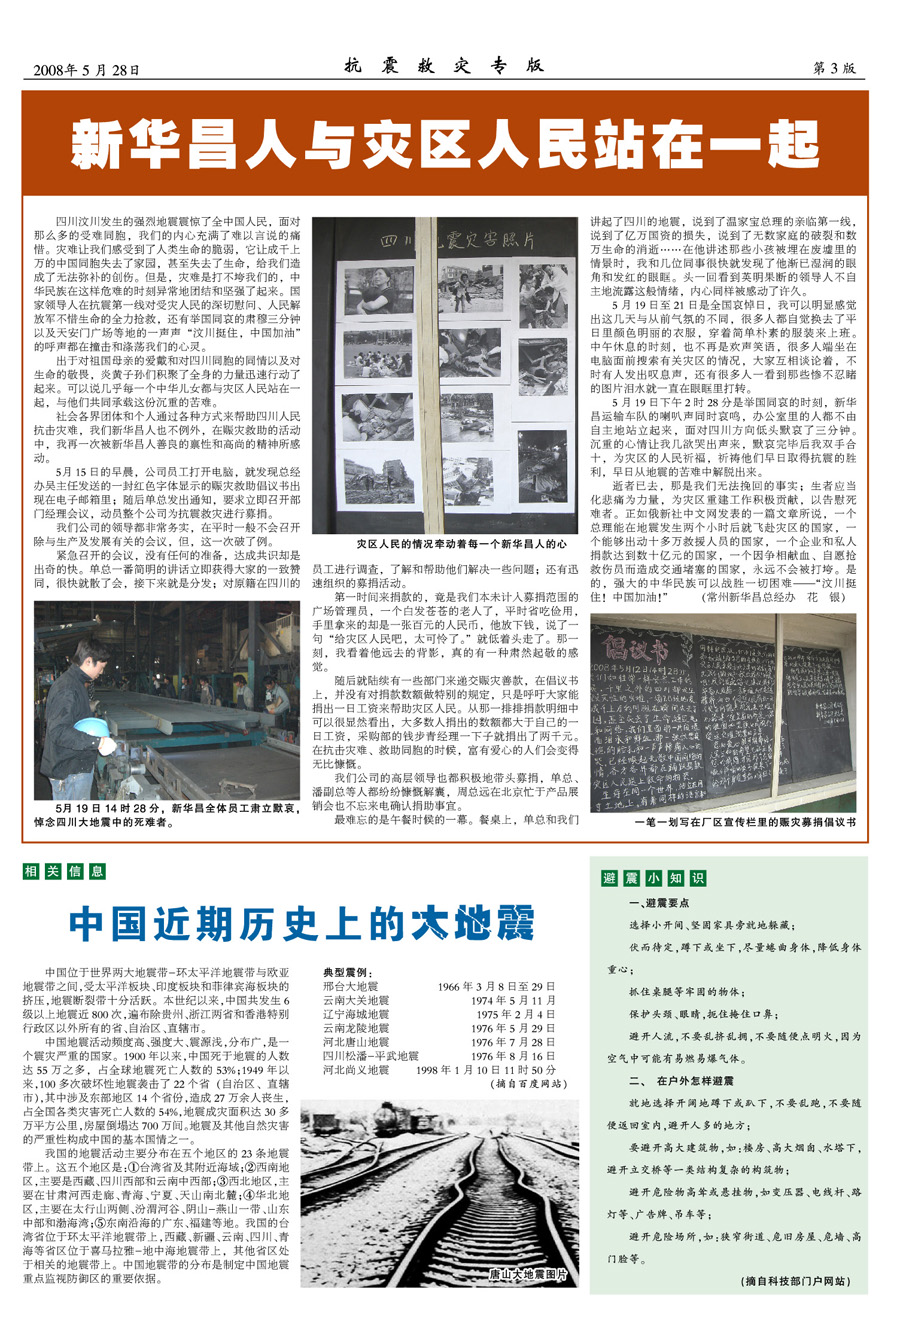 2008年 5 月 28日
抗 震 救 灾 专 版
第 3 版
新华昌人与灾区人民站在一起
四川汶川发生的强烈地震震惊了全中国人民，面对
那么多的受难同胞，我们的内心充满了难以言说的痛
惜。灾难让我们感受到了人类生命的脆弱，它让成千上
万的中国同胞失去了家园，甚至失去了生命，给我们造
成了无法弥补的创伤。但是，灾难是打不垮我们的，中
华民族在这样危难的时刻异常地团结和坚强了起来。国
家领导人在抗震第一线对受灾人民的深切慰问、人民解
放军不惜生命的全力抢救，还有举国同哀的肃穆三分钟
以及天安门广场等地的一声声“汶川挺住，中国加油”
的呼声都在撞击和涤荡我们的心灵。
出于对祖国母亲的爱戴和对四川同胞的同情以及对
生命的敬畏，炎黄子孙们积聚了全身的力量迅速行动了
起来。可以说几乎每一个中华儿女都与灾区人民站在一
起，与他们共同承载这份沉重的苦难。
社会各界团体和个人通过各种方式来帮助四川人民
抗击灾难，我们新华昌人也不例外，在赈灾救助的活动
中，我再一次被新华昌人善良的禀性和高尚的精神所感
动。
5月 15 日的早晨，公司员工打开电脑，就发现总经
办吴主任发送的一封红色字体显示的赈灾救助倡议书出
现在电子邮箱里；随后单总发出通知，要求立即召开部
门经理会议，动员整个公司为抗震救灾进行募捐。
我们公司的领导都非常务实，在平时一般不会召开
除与生产及发展有关的会议，但，这一次破了例。
紧急召开的会议，没有任何的准备，达成共识却是
出奇的快。单总一番简明的讲话立即获得大家的一致赞
同，很快就散了会，接下来就是分发；对原籍在四川的
5月 19 日 14 时 28 分，新华昌全体员工肃立默哀，
悼念四川大地震中的死难者。
灾区人民的情况牵动着每一个新华昌人的心
员工进行调查，了解和帮助他们解决一些问题；还有迅
速组织的募捐活动。
第一时间来捐款的，竟是我们本未计入募捐范围的
广场管理员，一个白发苍苍的老人了，平时省吃俭用，
手里拿来的却是一张百元的人民币，他放下钱，说了一
句“给灾区人民吧，太可怜了。”就低着头走了。那一
刻，我看着他远去的背影，真的有一种肃然起敬的感
觉。
随后就陆续有一些部门来递交赈灾善款，在倡议书
上，并没有对捐款数额做特别的规定，只是呼吁大家能
捐出一日工资来帮助灾区人民。从那一排排捐款明细中
可以很显然看出，大多数人捐出的数额都大于自己的一
日工资，采购部的钱步青经理一下子就捐出了两千元。
在抗击灾难、救助同胞的时候，富有爱心的人们会变得
无比慷慨。
我们公司的高层领导也都积极地带头募捐，单总、
潘副总等人都纷纷慷慨解囊，周总远在北京忙于产品展
销会也不忘来电确认捐助事宜。
最难忘的是午餐时候的一幕。餐桌上，单总和我们
讲起了四川的地震，说到了温家宝总理的亲临第一线，
说到了亿万国资的损失，说到了无数家庭的破裂和数
万生命的消逝……在他讲述那些小孩被埋在废墟里的
情景时，我和几位同事很快就发现了他渐已湿润的眼
角和发红的眼眶。头一回看到英明果断的领导人不自
主地流露这般情绪，内心同样被感动了许久。
5 月 19 日至 21 日是全国哀悼日，我可以明显感觉
出这几天与从前气氛的不同，很多人都自觉换去了平
日里颜色明丽的衣服，穿着简单朴素的服装来上班。
中午休息的时刻，也不再是欢声笑语，很多人端坐在
电脑面前搜索有关灾区的情况，大家互相谈论着，不
时有人发出叹息声，还有很多人一看到那些惨不忍睹
的图片泪水就一直在眼眶里打转。
5 月 19 日下午 2 时 28 分是举国同哀的时刻，新华
昌运输车队的喇叭声同时哀鸣，办公室里的人都不由
自主地站立起来，面对四川方向低头默哀了三分钟。
沉重的心情让我几欲哭出声来，默哀完毕后我双手合
十，为灾区的人民祈福，祈祷他们早日取得抗震的胜
利，早日从地震的苦难中解脱出来。
逝者已去，那是我们无法挽回的事实；生者应当
化悲痛为力量，为灾区重建工作积极贡献，以告慰死
难者。正如俄新社中文网发表的一篇文章所说，一个
总理能在地震发生两个小时后就飞赴灾区的国家，一
个能够出动十多万救援人员的国家，一个企业和私人
捐款达到数十亿元的国家，一个因争相献血、自愿抢
救伤员而造成交通堵塞的国家，永远不会被打垮。是
的，强大的中华民族可以战胜一切困难——“汶川挺
住！中国加油！”　　（常州新华昌总经办　花　银）
倡议书
一笔一划写在厂区宣传栏里的赈灾募捐倡议书
相 关 信 息
中国近期历史上的大地震
中国位于世界两大地震带-环太平洋地震带与欧亚
地震带之间,受太平洋板块、印度板块和菲律宾海板块的
挤压,地震断裂带十分活跃。本世纪以来,中国共发生 6
级以上地震近 800 次,遍布除贵州、浙江两省和香港特别
行政区以外所有的省、自治区、直辖市。
中国地震活动频度高、强度大、震源浅,分布广,是一
个震灾严重的国家。1900 年以来,中国死于地震的人数
达 55 万之多，占全球地震死亡人数的 53%;1949 年以
来,100 多次破坏性地震袭击了 22 个省（自治区、直辖
市),其中涉及东部地区 14 个省份,造成 27 万余人丧生,
占全国各类灾害死亡人数的 54%,地震成灾面积达 30 多
万平方公里,房屋倒塌达 700 万间。地震及其他自然灾害
的严重性构成中国的基本国情之一。
我国的地震活动主要分布在五个地区的 23 条地震
带上。这五个地区是:①台湾省及其附近海域;②西南地
区,主要是西藏、四川西部和云南中西部;③西北地区,主
要在甘肃河西走廊、青海、宁夏、天山南北麓;④华北地
区,主要在太行山两侧、汾渭河谷、阴山-燕山一带、山东
中部和渤海湾;⑤东南沿海的广东、福建等地。我国的台
湾省位于环太平洋地震带上,西藏、新疆、云南、四川、青
海等省区位于喜马拉雅-地中海地震带上，其他省区处
于相关的地震带上。中国地震带的分布是制定中国地震
重点监视防御区的重要依据。
典型震例：
邢台大地震　1966 年 3 月 8 日至 29 日
云南大关地震　1974 年 5 月 11 月
辽宁海城地震　1975 年 2 月 4 日
云南龙陵地震　1976 年 5 月 29 日
河北唐山地震　1976 年 7 月 28 日
四川松潘-平武地震　1976 年 8 月 16 日
河北尚义地震　1998 年 1 月 10 日 11 时 50 分
(摘自百度网站)
唐山大地震图片
避 震 小 知 识
一、避震要点
选择小开间、坚固家具旁就地躲藏；
伏而待定,蹲下或坐下,尽量蜷曲身体,降低身体
重心；
抓住桌腿等牢固的物体；
保护头颈、眼睛,扼住掩住口鼻；
避开人流,不要乱挤乱拥,不要随便点明火,因为
空气中可能有易燃易爆气体。
二、 在户外怎样避震
就地选择开阔地蹲下或趴下,不要乱跑,不要随
便返回室内,避开人多的地方；
要避开高大建筑物,如:楼房、高大烟囱、水塔下,
避开立交桥等一类结构复杂的构筑物；
避开危险物高耸或悬挂物,如变压器、电线杆、路
灯等、广告牌、吊车等；
避开危险场所,如:狭窄街道、危旧房屋、危墙、高
门脸等。
(摘自科技部门户网站)